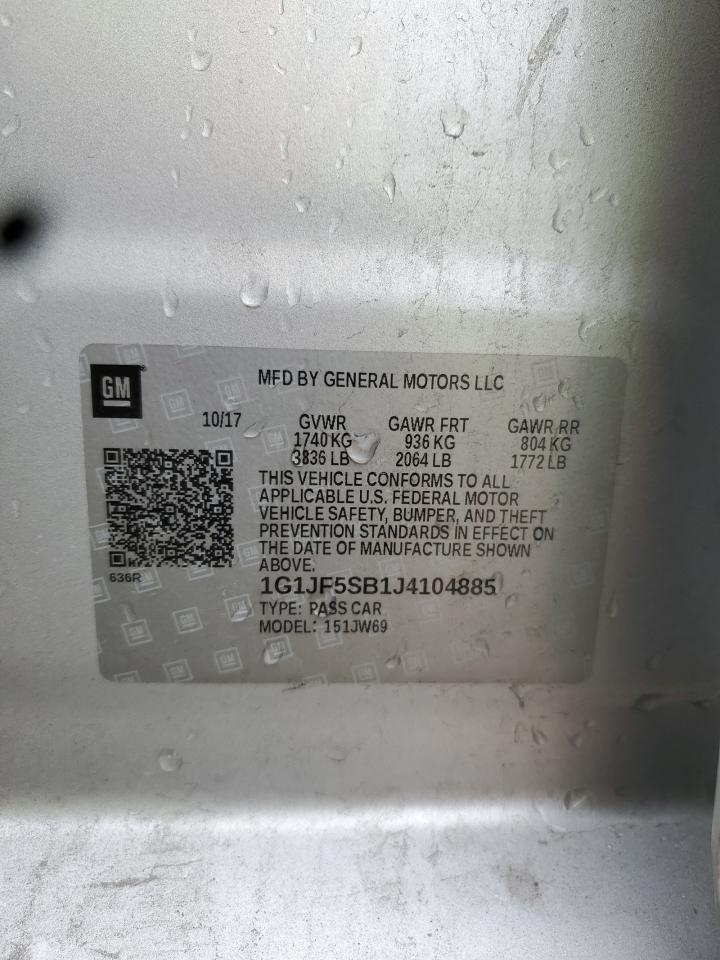 GM
MFD BY GENERAL MOTORS LLC
10/17 GVWR GAWR FRT GAWR RR
1740 KG 936 KG 804 KG
3836 LB 2064 LB 1772 LB
THIS VEHICLE CONFORMS TO ALL
APPLICABLE U.S. FEDERAL MOTOR
VEHICLE SAFETY, BUMPER, AND THEFT
PREVENTION STANDARDS IN EFFECT ON
THE DATE OF MANUFACTURE SHOWN
ABOVE.
636R
1G1JF5SB1J4104885
TYPE: PASS CAR
MODEL: 151JW69